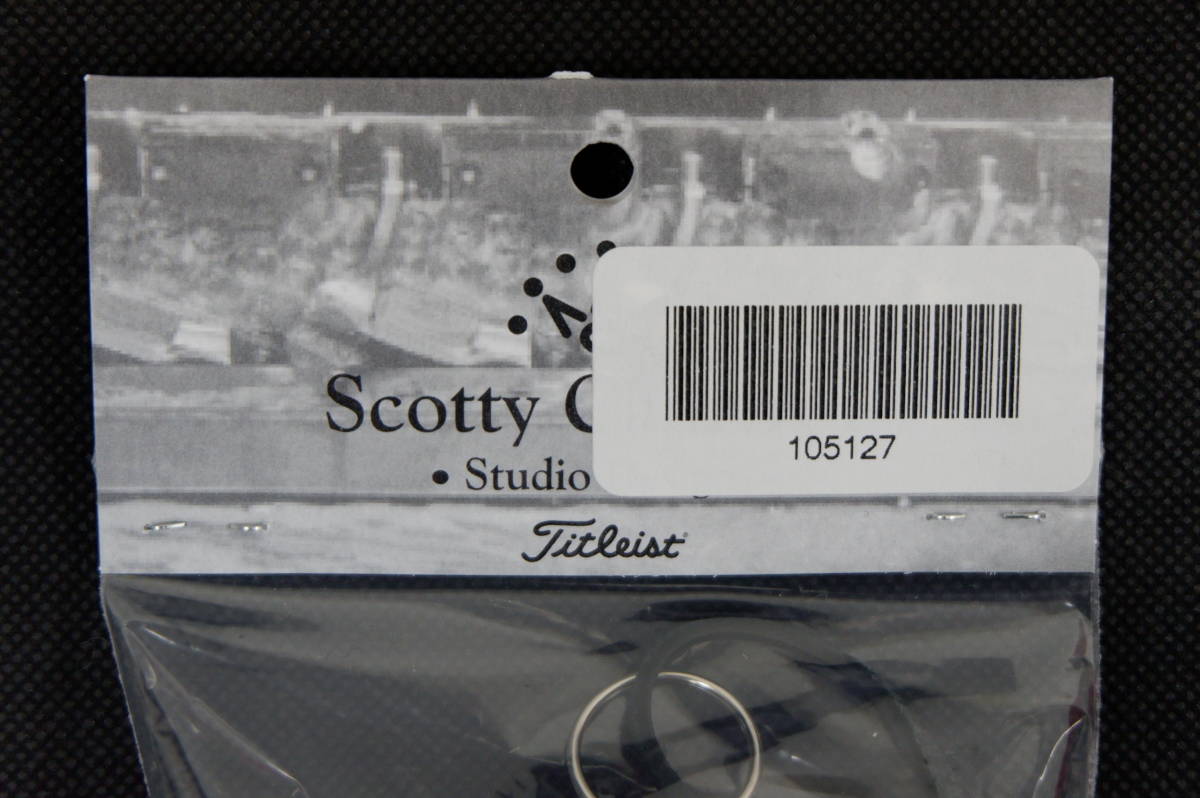 Scotty
105127
• Studio
Titleist